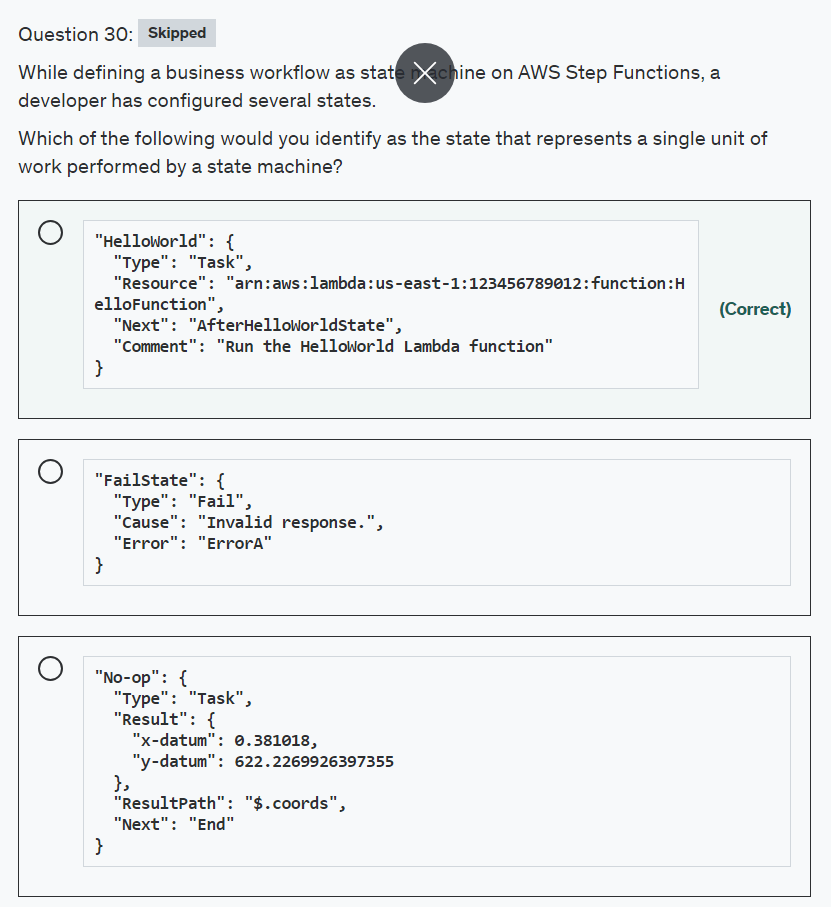 Question 30: Skipped
While defining a business workflow as state machine on AWS Step Functions, a
developer has configured several states.
Which of the following would you identify as the state that represents a single unit of
work performed by a state machine?
"HelloWorld": {
"Type": "Task",
"Resource": "arn:aws:lambda:us-east-1:123456789012:function:H
elloFunction",
"Next": "AfterHelloWorldState",
"Comment": "Run the HelloWorld Lambda function"
}
(Correct)
"FailState": {
"Type": "Fail",
"Cause": "Invalid response.",
"Error": "ErrorA"
}
"No-op": {
"Type": "Task",
"Result": {
"x-datum": 0.381018,
"y-datum": 622.2269926397355
},
"ResultPath": "$.coords",
"Next": "End"
}